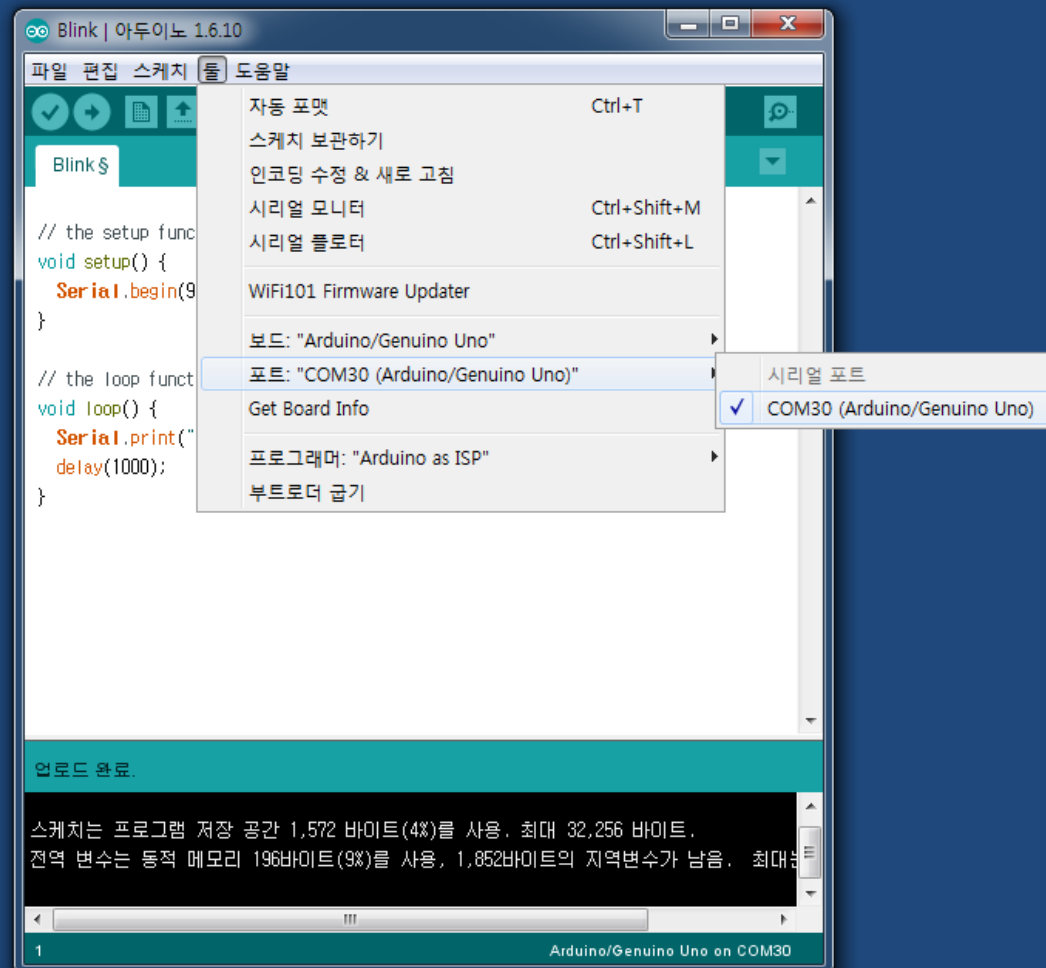 Blink | 아두이노 1.6.10
파일 편집 스케치 툴 도움말
자동 포맷 Ctrl+T
스케치 보관하기
인코딩 수정 & 새로 고침
시리얼 모니터 Ctrl+Shift+M
시리얼 플로터 Ctrl+Shift+L
WiFi101 Firmware Updater
보드: "Arduino/Genuino Uno"
포트: "COM30 (Arduino/Genuino Uno)"
Get Board Info
프로그래머: "Arduino as ISP"
부트로더 굽기
시리얼 포트
COM30 (Arduino/Genuino Uno)
Blink §
// the setup func
void setup() {
Serial.begin(9
}
// the loop funct
void loop() {
Serial.print("
delay(1000);
}
업로드 완료.
스케치는 프로그램 저장 공간 1,572 바이트(4%)를 사용. 최대 32,256 바이트.
전역 변수는 동적 메모리 196바이트(9%)를 사용, 1,852바이트의 지역변수가 남음. 최대는
1 Arduino/Genuino Uno on COM30